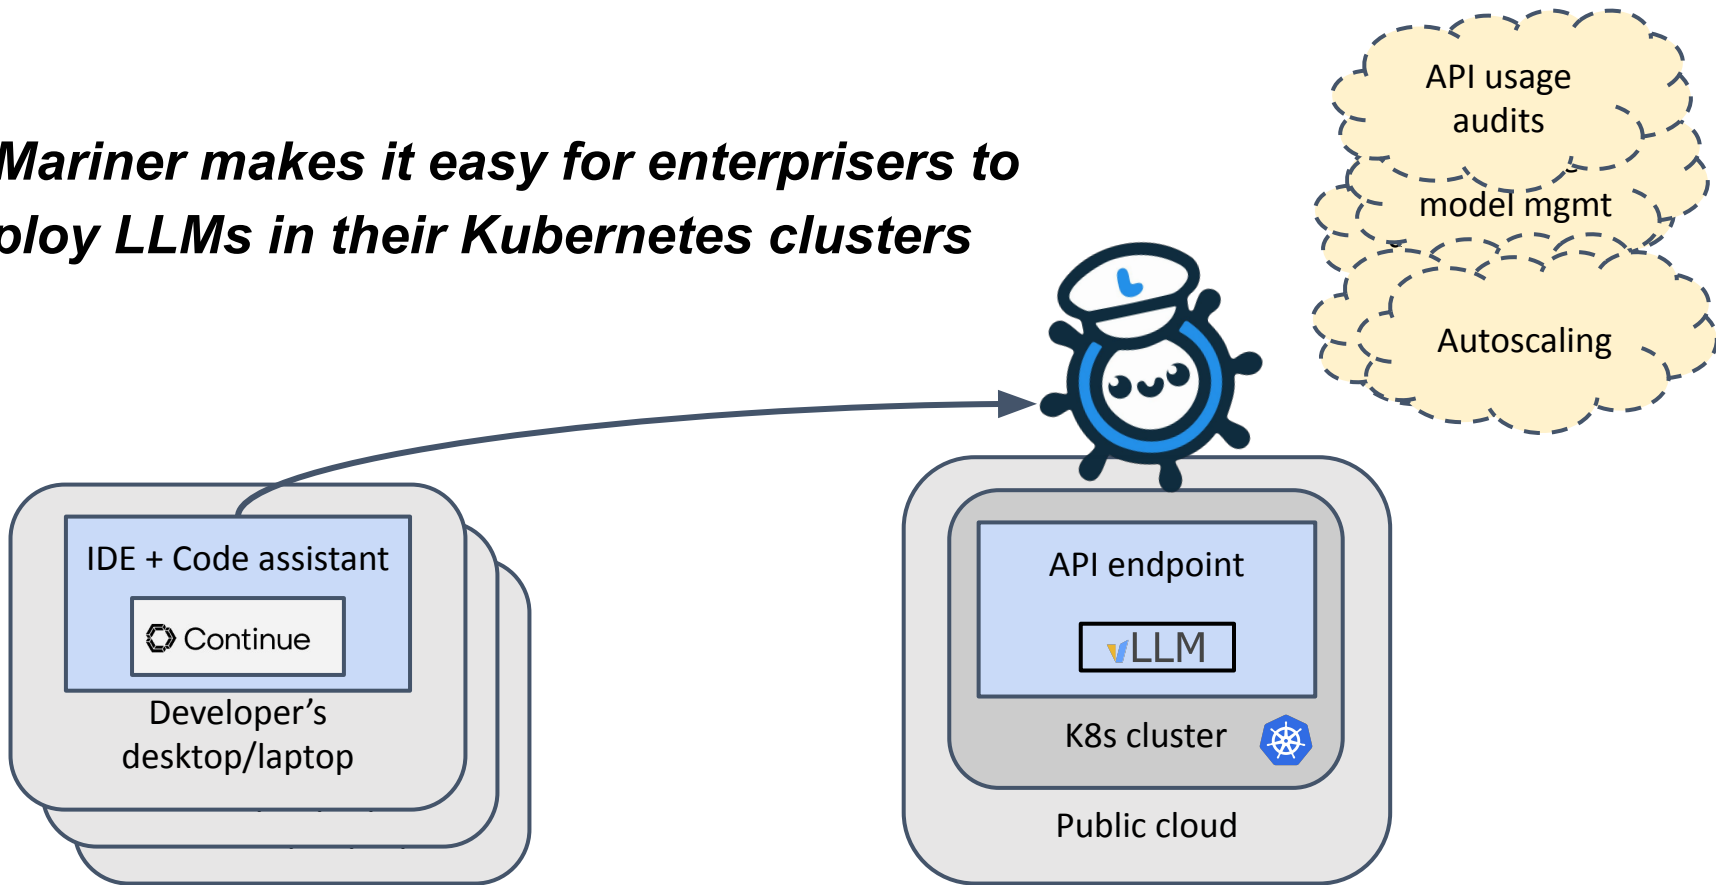 Mariner makes it easy for enterprisers to
ploy LLMs in their Kubernetes clusters
API usage
audits
model mgmt
Autoscaling
IDE + Code assistant
Continue
Developer’s
desktop/laptop
API endpoint
vLLM
K8s cluster
Public cloud